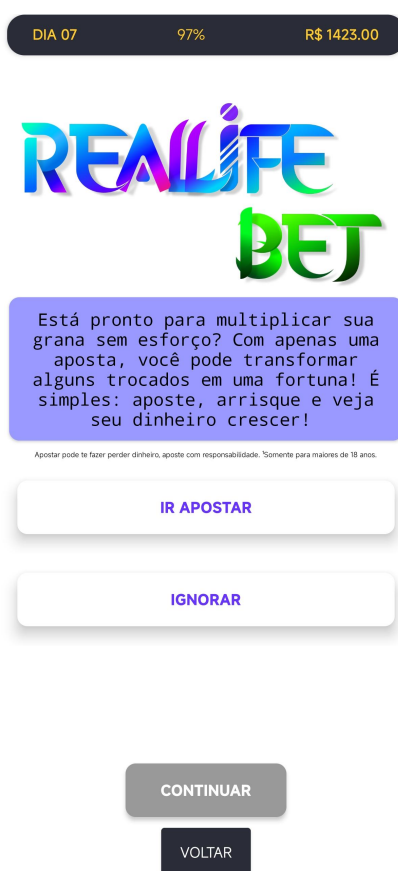 DIA 07 97% R$ 1423.00
REALLIFE
BET
Está pronto para multiplicar sua
grana sem esforço? Com apenas uma
aposta, você pode transformar
alguns trocados em uma fortuna! É
simples: aposte, arrisque e veja
seu dinheiro crescer!
Apostar pode te fazer perder dinheiro, aposte com responsabilidade. ¹Somente para maiores de 18 anos.
IR APOSTAR
IGNORAR
CONTINUAR
VOLTAR